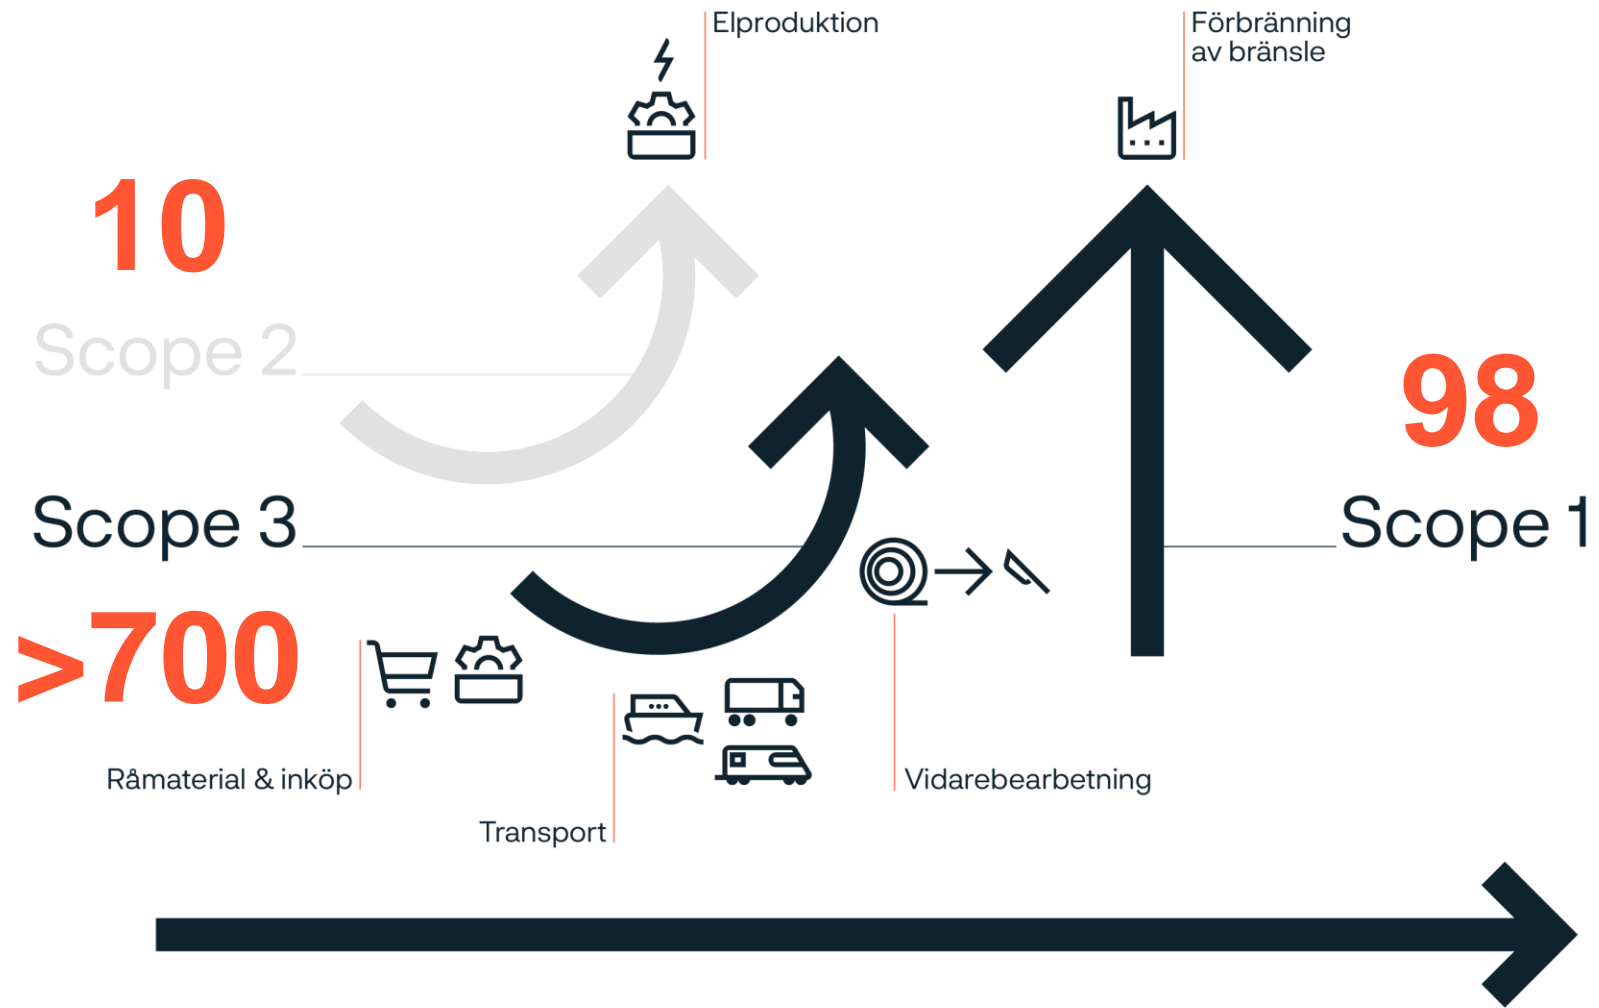 Elproduktion
Förbränning
av bränsle
10
Scope 2
98
Scope 3
Scope 1
>700
Råmaterial & inköp
Vidarebearbetning
Transport